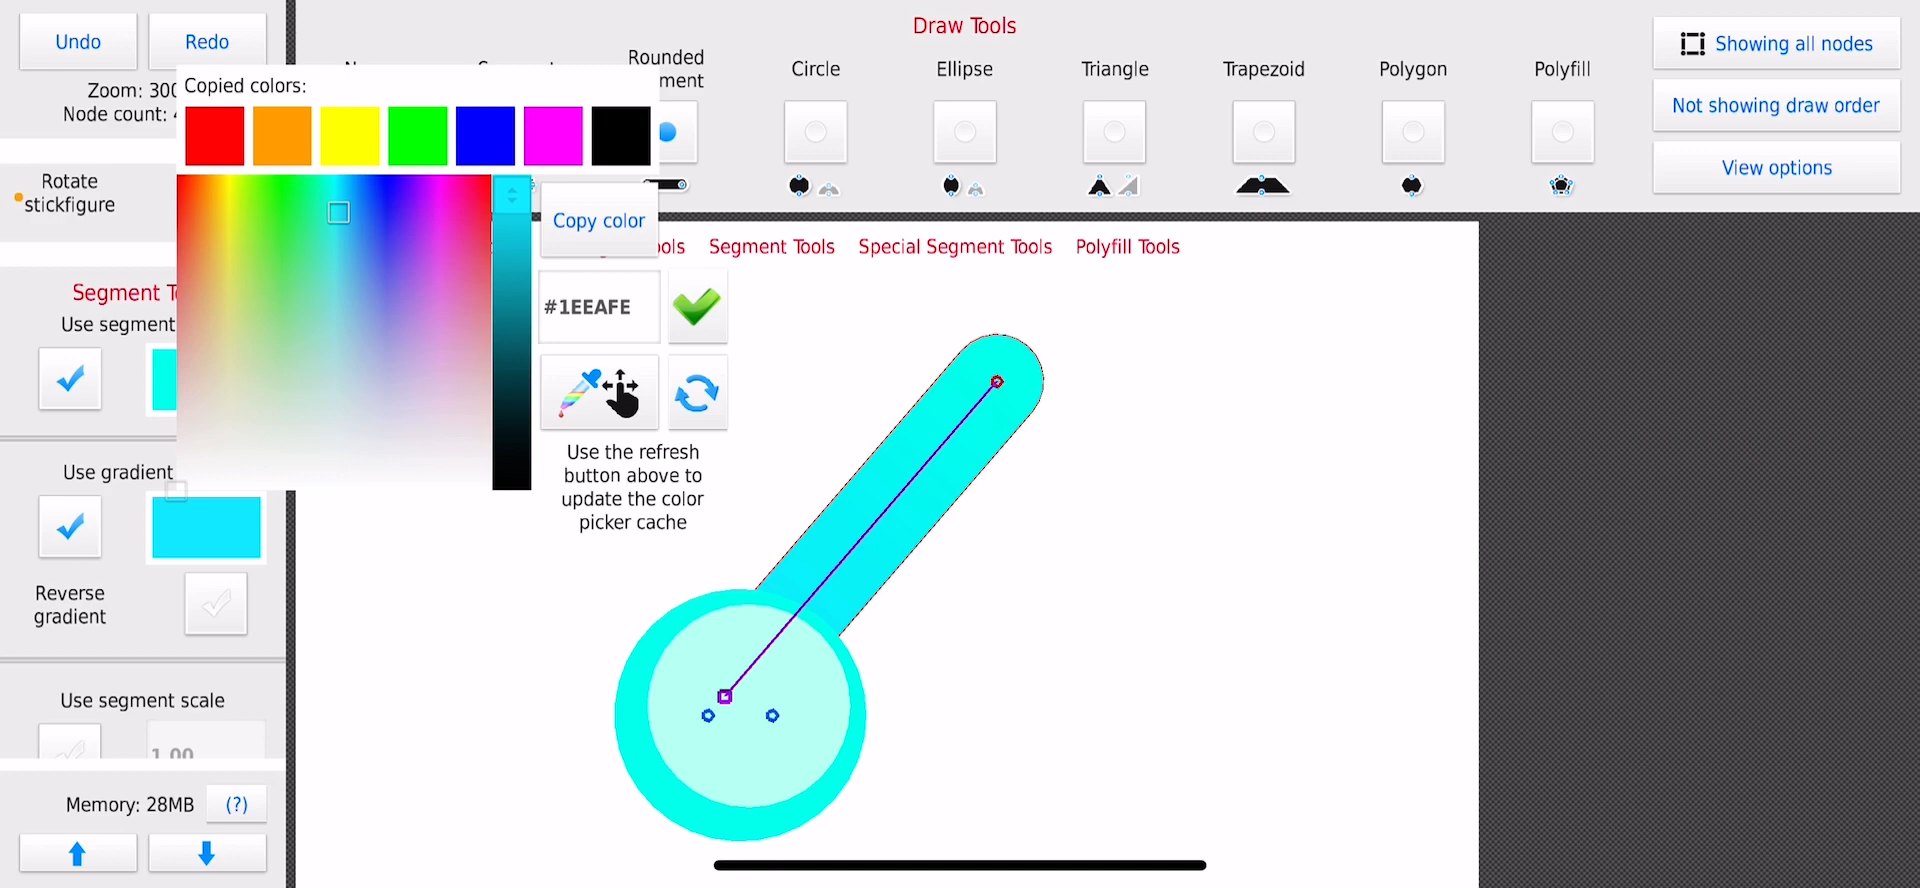 Undo
Redo
Zoom: 300
Node count:
Rotate
stickfigure
Segment
Use segment
Use gradient
Reverse
gradient
Use segment scale
1.00
Memory: 28MB
(?)
Copied colors:
Copy color
#1EEAFE
Use the refresh
button above to
update the color
picker cache
Draw Tools
Rounded
Circle
Ellipse
Triangle
Trapezoid
Polygon
Polyfill
Segment Tools
Special Segment Tools
Polyfill Tools
Showing all nodes
Not showing draw order
View options